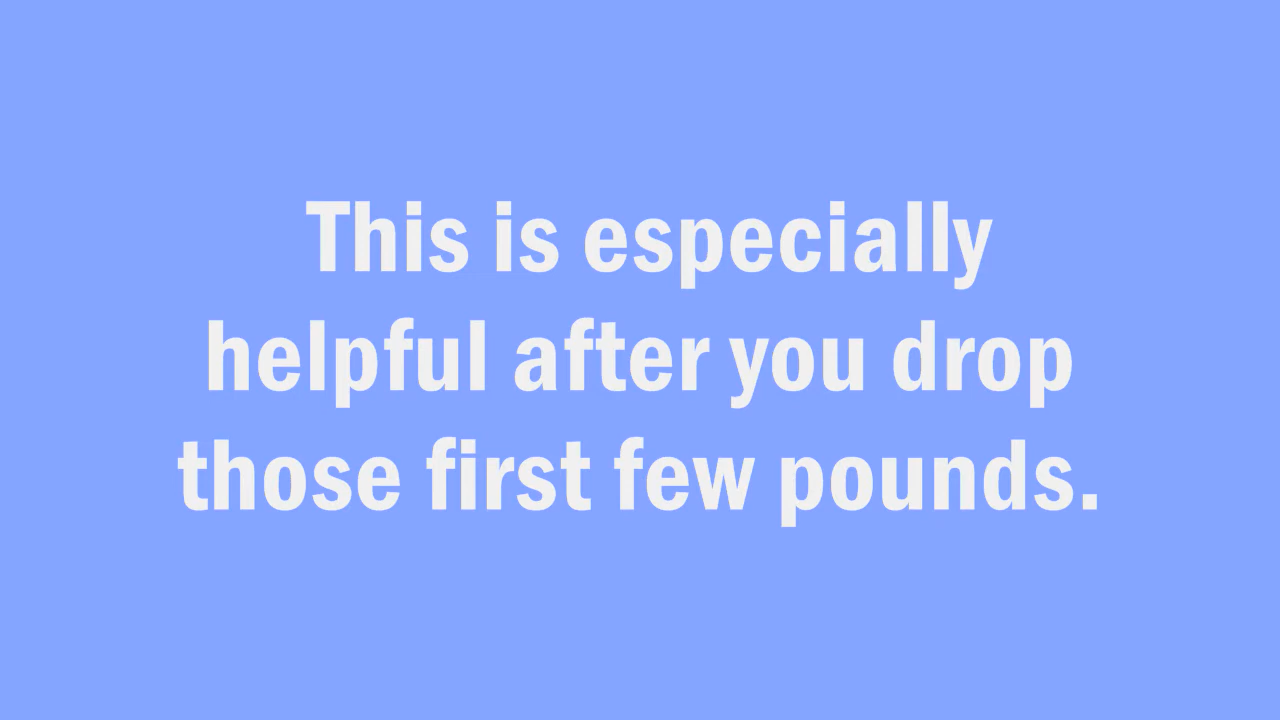 This is especially
helpful after you drop
those first few pounds.